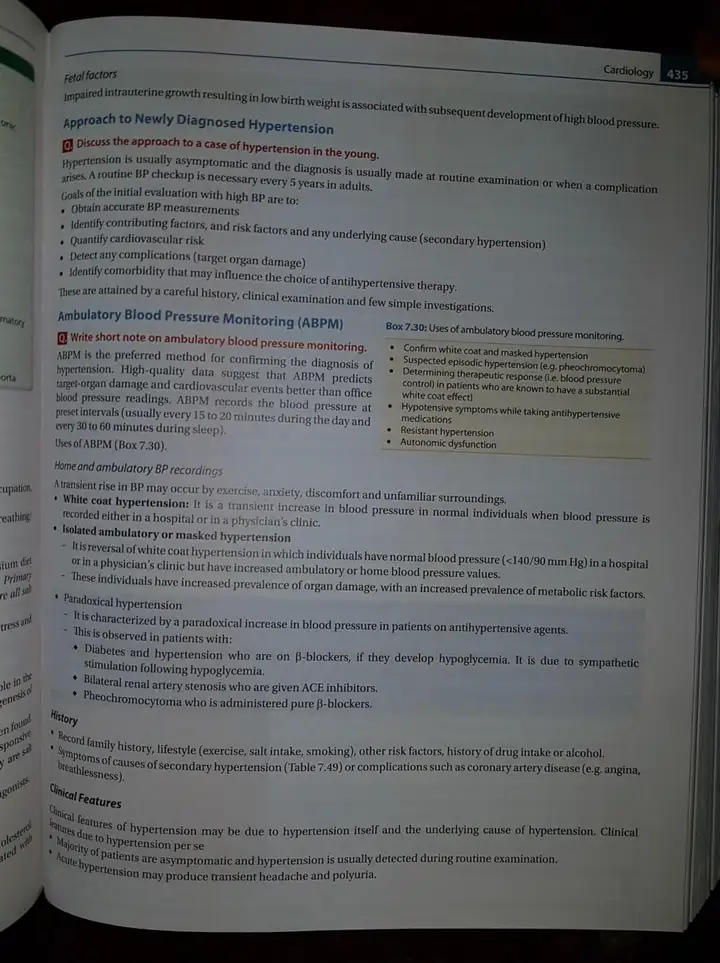 Cardiology 435
Fetal factors
Impaired intrauterine growth resulting in low birth weight is associated with subsequent development of high blood pressure.
Approach to Newly Diagnosed Hypertension
Q. Discuss the approach to a case of hypertension in the young.
Hypertension is usually asymptomatic and the diagnosis is usually made at routine examination or when a complication
arises. A routine BP checkup is necessary every 5 years in adults.
Goals of the initial evaluation with high BP are to:
• Obtain accurate BP measurements
• Identify contributing factors, and risk factors and any underlying cause (secondary hypertension)
• Quantify cardiovascular risk
• Detect any complications (target organ damage)
• Identify comorbidity that may influence the choice of antihypertensive therapy.
These are attained by a careful history, clinical examination and few simple investigations.
Ambulatory Blood Pressure Monitoring (ABPM)
Q. Write short note on ambulatory blood pressure monitoring.
ABPM is the preferred method for confirming the diagnosis of
hypertension. High-quality data suggest that ABPM predicts
target-organ damage and cardiovascular events better than office
blood pressure readings. ABPM records the blood pressure at
preset intervals (usually every 15 to 20 minutes during the day and
every 30 to 60 minutes during sleep).
Uses of ABPM (Box 7.30).
Box 7.30: Uses of ambulatory blood pressure monitoring.
• Confirm white coat and masked hypertension
• Suspected episodic hypertension (e.g. pheochromocytoma)
• Determining therapeutic response (i.e. blood pressure
control) in patients who are known to have a substantial
white coat effect)
• Hypotensive symptoms while taking antihypertensive
medications
• Resistant hypertension
• Autonomic dysfunction
Home and ambulatory BP recordings
A transient rise in BP may occur by exercise, anxiety, discomfort and unfamiliar surroundings.
• White coat hypertension: It is a transient increase in blood pressure in normal individuals when blood pressure is
recorded either in a hospital or in a physician's clinic.
• Isolated ambulatory or masked hypertension
– It is reversal of white coat hypertension in which individuals have normal blood pressure (<140/90 mm Hg) in a hospital
or in a physician's clinic but have increased ambulatory or home blood pressure values.
– These individuals have increased prevalence of organ damage, with an increased prevalence of metabolic risk factors.
• Paradoxical hypertension
– It is characterized by a paradoxical increase in blood pressure in patients on antihypertensive agents.
– This is observed in patients with:
◆ Diabetes and hypertension who are on β-blockers, if they develop hypoglycemia. It is due to sympathetic
stimulation following hypoglycemia.
◆ Bilateral renal artery stenosis who are given ACE inhibitors.
◆ Pheochromocytoma who is administered pure β-blockers.
History
• Record family history, lifestyle (exercise, salt intake, smoking), other risk factors, history of drug intake or alcohol.
• Symptoms of causes of secondary hypertension (Table 7.49) or complications such as coronary artery disease (e.g. angina,
breathlessness).
Clinical Features
Clinical features of hypertension may be due to hypertension itself and the underlying cause of hypertension. Clinical
features due to hypertension per se
• Majority of patients are asymptomatic and hypertension is usually detected during routine examination.
• Acute hypertension may produce transient headache and polyuria.